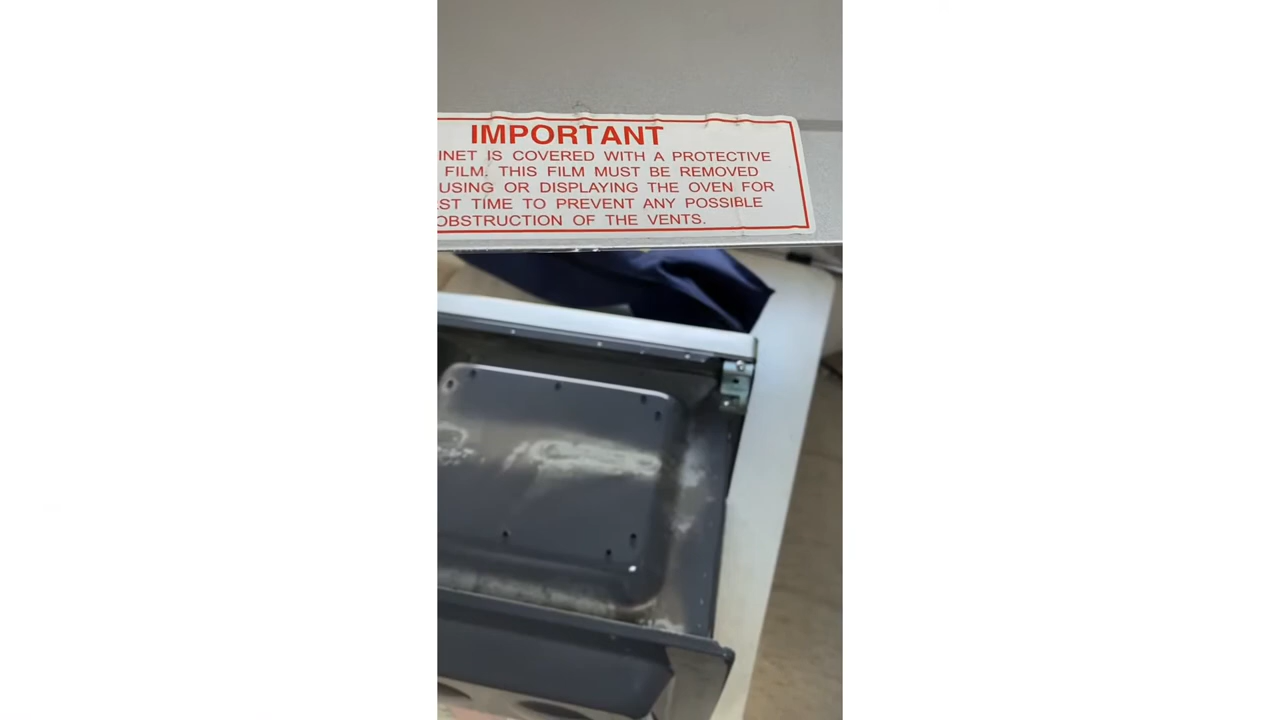 IMPORTANT
INET IS COVERED WITH A PROTECTIVE
FILM. THIS FILM MUST BE REMOVED
USING OR DISPLAYING THE OVEN FOR
ST TIME TO PREVENT ANY POSSIBLE
OBSTRUCTION OF THE VENTS.